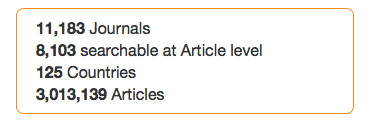 11,183 Journals
8,103 searchable at Article level
125 Countries
3,013,139 Articles